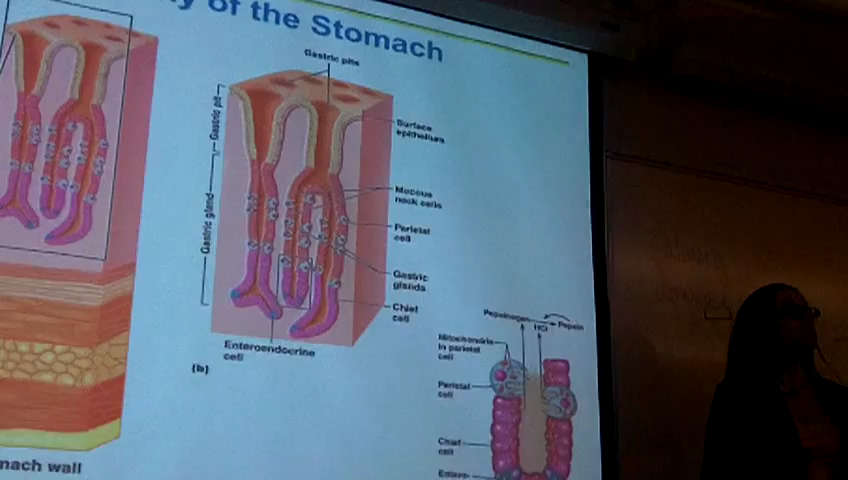 y of the Stomach
Gastric pits
Gastric pit
Surface
epithelium
Mucous
neck cells
Gastric gland
Parietal
cell
Gastric
glands
Chief
cell
Enteroendocrine
cell
(b)
mach wall
Pepsinogen
HCl
Pepsin
Mitochondria
in parietal
cell
Parietal
cell
Chief
cell
Entero-